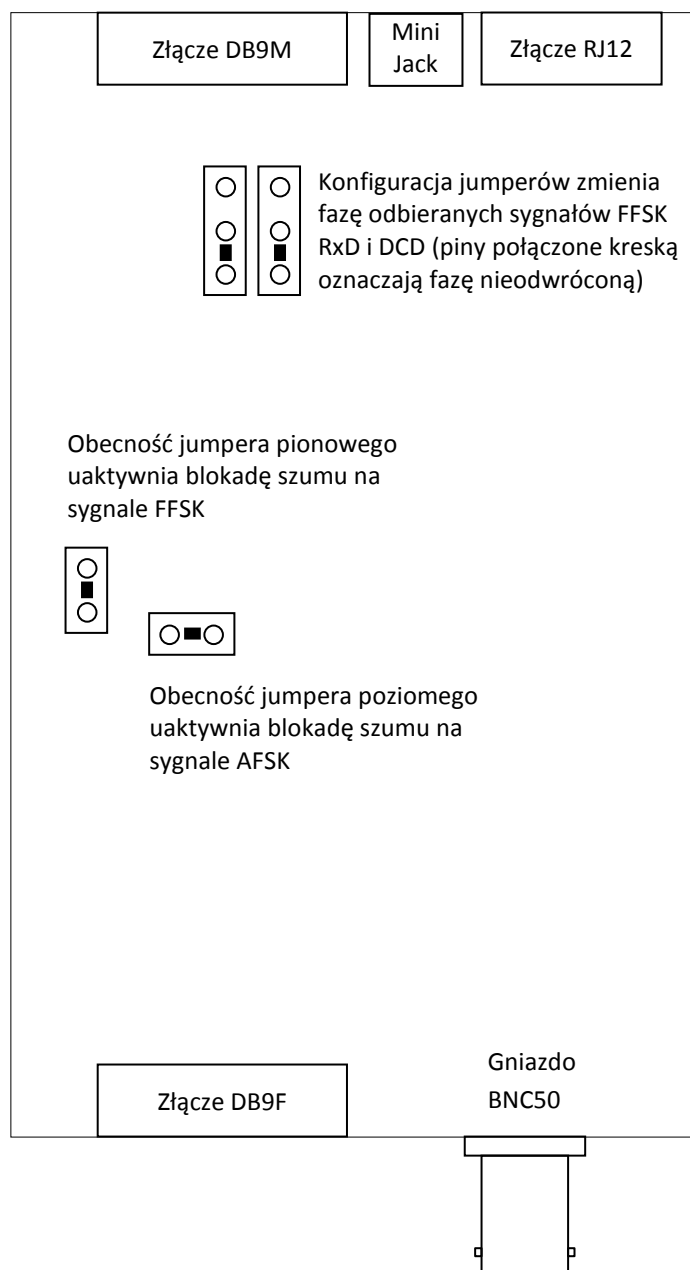 Złącze DB9M
Mini
Jack
Złącze RJ12
Konfiguracja jumperów zmienia
fazę odbieranych sygnałów FFSK
RxD i DCD (piny połączone kreską
oznaczają fazę nieodwróconą)
Obecność jumpera pionowego
uaktywnia blokadę szumu na
sygnale FFSK
Obecność jumpera poziomego
uaktywnia blokadę szumu na
sygnale AFSK
Złącze DB9F
Gniazdo
BNC50